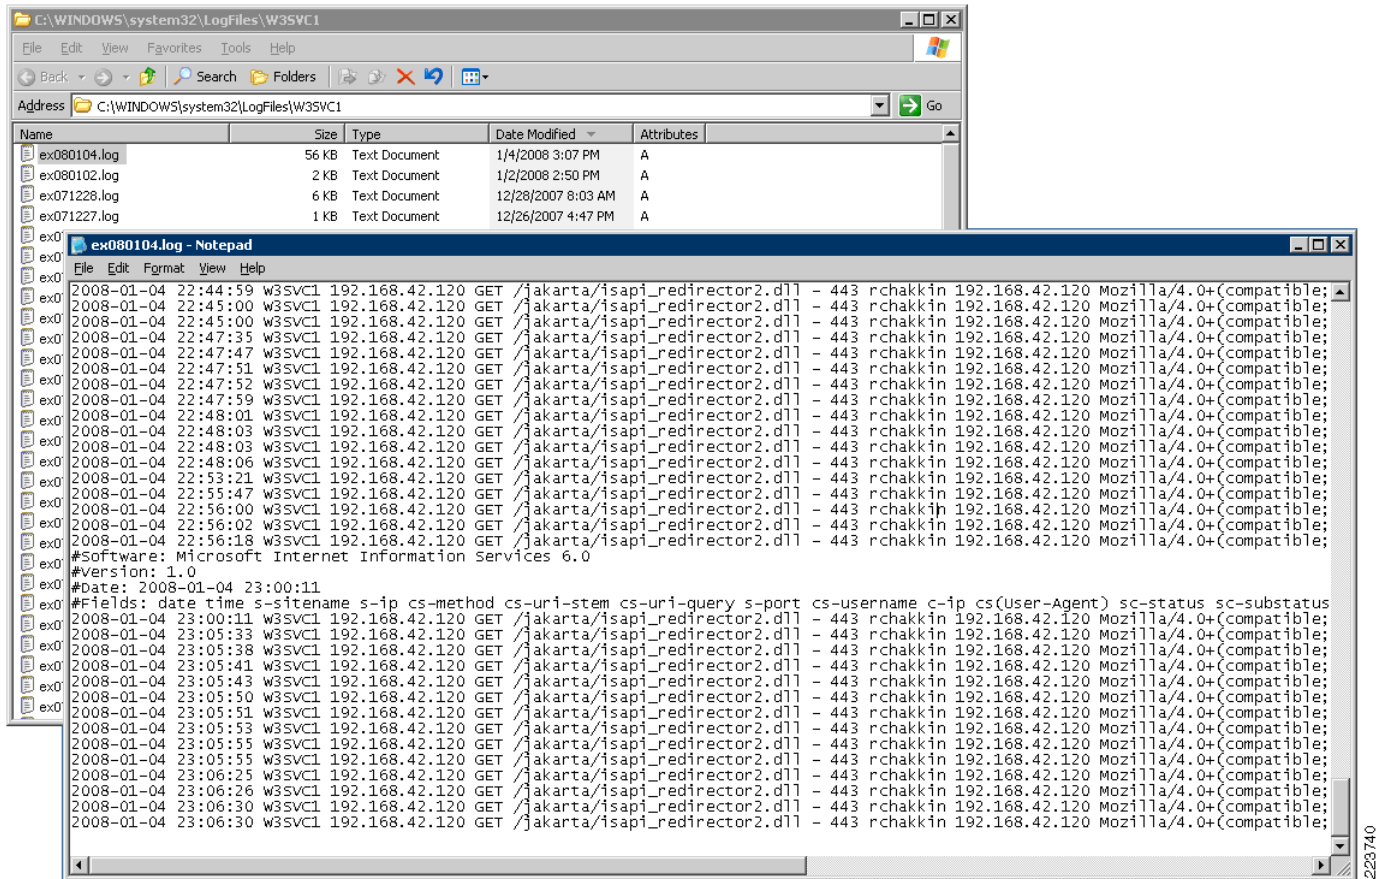 C:\WINDOWS\system32\LogFiles\W3SVC1
File Edit View Favorites Tools Help
Back Search Folders
Address C:\WINDOWS\system32\LogFiles\W3SVC1 Go
Name Size Type Date Modified Attributes
ex080104.log 56 KB Text Document 1/4/2008 3:07 PM A
ex080102.log 2 KB Text Document 1/2/2008 2:50 PM A
ex071228.log 6 KB Text Document 12/28/2007 8:03 AM A
ex071227.log 1 KB Text Document 12/26/2007 4:47 PM A
ex080104.log - Notepad
File Edit Format View Help
2008-01-04 22:44:59 W3SVC1 192.168.42.120 GET /jakarta/isapi_redirector2.dll - 443 rchakkin 192.168.42.120 Mozilla/4.0+(compatible;
2008-01-04 22:45:00 W3SVC1 192.168.42.120 GET /jakarta/isapi_redirector2.dll - 443 rchakkin 192.168.42.120 Mozilla/4.0+(compatible;
2008-01-04 22:45:00 W3SVC1 192.168.42.120 GET /jakarta/isapi_redirector2.dll - 443 rchakkin 192.168.42.120 Mozilla/4.0+(compatible;
2008-01-04 22:47:35 W3SVC1 192.168.42.120 GET /jakarta/isapi_redirector2.dll - 443 rchakkin 192.168.42.120 Mozilla/4.0+(compatible;
2008-01-04 22:47:47 W3SVC1 192.168.42.120 GET /jakarta/isapi_redirector2.dll - 443 rchakkin 192.168.42.120 Mozilla/4.0+(compatible;
2008-01-04 22:47:51 W3SVC1 192.168.42.120 GET /jakarta/isapi_redirector2.dll - 443 rchakkin 192.168.42.120 Mozilla/4.0+(compatible;
2008-01-04 22:47:52 W3SVC1 192.168.42.120 GET /jakarta/isapi_redirector2.dll - 443 rchakkin 192.168.42.120 Mozilla/4.0+(compatible;
2008-01-04 22:47:59 W3SVC1 192.168.42.120 GET /jakarta/isapi_redirector2.dll - 443 rchakkin 192.168.42.120 Mozilla/4.0+(compatible;
2008-01-04 22:48:01 W3SVC1 192.168.42.120 GET /jakarta/isapi_redirector2.dll - 443 rchakkin 192.168.42.120 Mozilla/4.0+(compatible;
2008-01-04 22:48:03 W3SVC1 192.168.42.120 GET /jakarta/isapi_redirector2.dll - 443 rchakkin 192.168.42.120 Mozilla/4.0+(compatible;
2008-01-04 22:48:03 W3SVC1 192.168.42.120 GET /jakarta/isapi_redirector2.dll - 443 rchakkin 192.168.42.120 Mozilla/4.0+(compatible;
2008-01-04 22:48:06 W3SVC1 192.168.42.120 GET /jakarta/isapi_redirector2.dll - 443 rchakkin 192.168.42.120 Mozilla/4.0+(compatible;
2008-01-04 22:53:21 W3SVC1 192.168.42.120 GET /jakarta/isapi_redirector2.dll - 443 rchakkin 192.168.42.120 Mozilla/4.0+(compatible;
2008-01-04 22:55:47 W3SVC1 192.168.42.120 GET /jakarta/isapi_redirector2.dll - 443 rchakkin 192.168.42.120 Mozilla/4.0+(compatible;
2008-01-04 22:56:00 W3SVC1 192.168.42.120 GET /jakarta/isapi_redirector2.dll - 443 rchakkin 192.168.42.120 Mozilla/4.0+(compatible;
2008-01-04 22:56:02 W3SVC1 192.168.42.120 GET /jakarta/isapi_redirector2.dll - 443 rchakkin 192.168.42.120 Mozilla/4.0+(compatible;
2008-01-04 22:56:18 W3SVC1 192.168.42.120 GET /jakarta/isapi_redirector2.dll - 443 rchakkin 192.168.42.120 Mozilla/4.0+(compatible;
#Software: Microsoft Internet Information Services 6.0
#Version: 1.0
#Date: 2008-01-04 23:00:11
#Fields: date time s-sitename s-ip cs-method cs-uri-stem cs-uri-query s-port cs-username c-ip cs(User-Agent) sc-status sc-substatus
2008-01-04 23:00:11 W3SVC1 192.168.42.120 GET /jakarta/isapi_redirector2.dll - 443 rchakkin 192.168.42.120 Mozilla/4.0+(compatible;
2008-01-04 23:05:33 W3SVC1 192.168.42.120 GET /jakarta/isapi_redirector2.dll - 443 rchakkin 192.168.42.120 Mozilla/4.0+(compatible;
2008-01-04 23:05:38 W3SVC1 192.168.42.120 GET /jakarta/isapi_redirector2.dll - 443 rchakkin 192.168.42.120 Mozilla/4.0+(compatible;
2008-01-04 23:05:41 W3SVC1 192.168.42.120 GET /jakarta/isapi_redirector2.dll - 443 rchakkin 192.168.42.120 Mozilla/4.0+(compatible;
2008-01-04 23:05:43 W3SVC1 192.168.42.120 GET /jakarta/isapi_redirector2.dll - 443 rchakkin 192.168.42.120 Mozilla/4.0+(compatible;
2008-01-04 23:05:50 W3SVC1 192.168.42.120 GET /jakarta/isapi_redirector2.dll - 443 rchakkin 192.168.42.120 Mozilla/4.0+(compatible;
2008-01-04 23:05:51 W3SVC1 192.168.42.120 GET /jakarta/isapi_redirector2.dll - 443 rchakkin 192.168.42.120 Mozilla/4.0+(compatible;
2008-01-04 23:05:53 W3SVC1 192.168.42.120 GET /jakarta/isapi_redirector2.dll - 443 rchakkin 192.168.42.120 Mozilla/4.0+(compatible;
2008-01-04 23:05:55 W3SVC1 192.168.42.120 GET /jakarta/isapi_redirector2.dll - 443 rchakkin 192.168.42.120 Mozilla/4.0+(compatible;
2008-01-04 23:05:55 W3SVC1 192.168.42.120 GET /jakarta/isapi_redirector2.dll - 443 rchakkin 192.168.42.120 Mozilla/4.0+(compatible;
2008-01-04 23:06:25 W3SVC1 192.168.42.120 GET /jakarta/isapi_redirector2.dll - 443 rchakkin 192.168.42.120 Mozilla/4.0+(compatible;
2008-01-04 23:06:26 W3SVC1 192.168.42.120 GET /jakarta/isapi_redirector2.dll - 443 rchakkin 192.168.42.120 Mozilla/4.0+(compatible;
2008-01-04 23:06:30 W3SVC1 192.168.42.120 GET /jakarta/isapi_redirector2.dll - 443 rchakkin 192.168.42.120 Mozilla/4.0+(compatible;
2008-01-04 23:06:30 W3SVC1 192.168.42.120 GET /jakarta/isapi_redirector2.dll - 443 rchakkin 192.168.42.120 Mozilla/4.0+(compatible;
223740